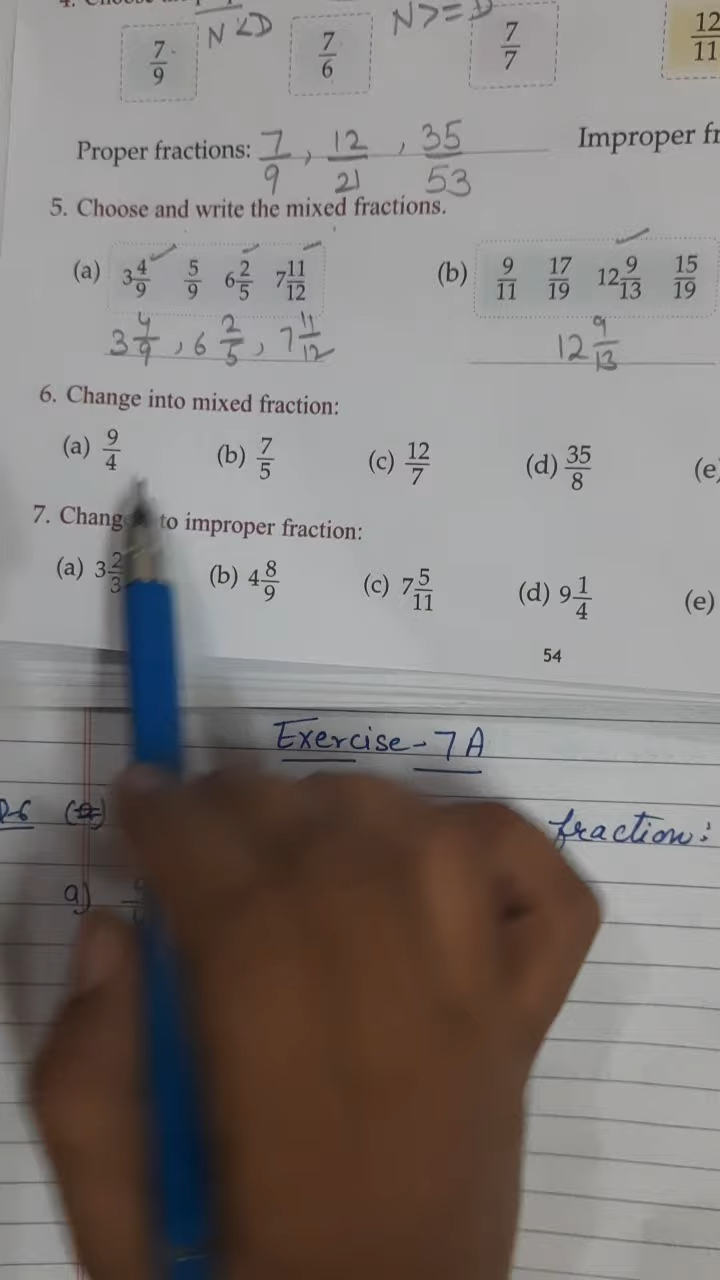 N<D N>=D
7/9 7/6 7/7 12/11
Proper fractions: 7/9, 12/21, 35/53 Improper fr
5. Choose and write the mixed fractions.
(a) 3 4/9 5/9 6 2/5 7 11/12 (b) 9/11 17/19 12 9/13 15/19
3 4/9, 6 2/5, 7 11/12 12 9/13
6. Change into mixed fraction:
(a) 9/4 (b) 7/5 (c) 12/7 (d) 35/8 (e)
7. Chang to improper fraction:
(a) 3 2/3 (b) 4 8/9 (c) 7 5/11 (d) 9 1/4 (e)
54
Exercise-7A
fraction:
a)